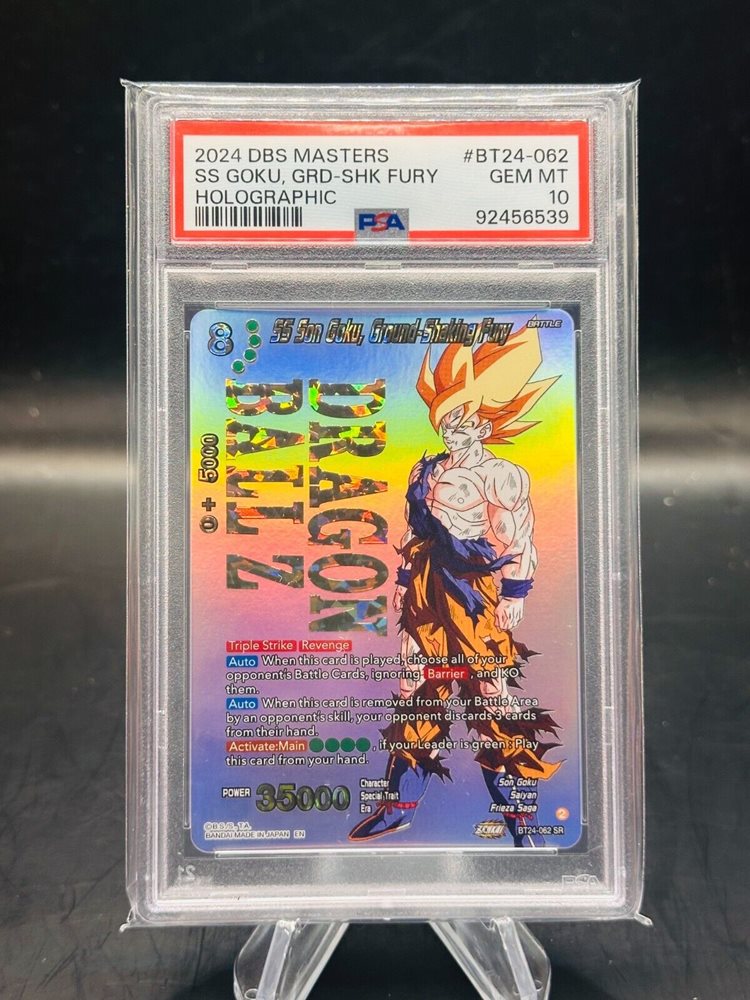 2024 DBS MASTERS #BT24-062
SS GOKU, GRD-SHK FURY GEM MT
HOLOGRAPHIC 10
PSA 92456539
8 SS Son Goku, Ground-Shaking Fury BATTLE
+ 5000
DRAGON
BALL Z
Triple Strike Revenge
Auto When this card is played, choose all of your
opponent's Battle Cards, ignoring Barrier , and KO
them.
Auto When this card is removed from your Battle Area
by an opponent's skill, your opponent discards 3 cards
from their hand.
Activate:Main , if your Leader is green : Play
this card from your hand.
POWER 35000
Character Son Goku
Special Trait Saiyan
Era Frieza Saga
©B.S./S.,T.A.
BANDAI MADE IN JAPAN EN
BT24-062 SR
2